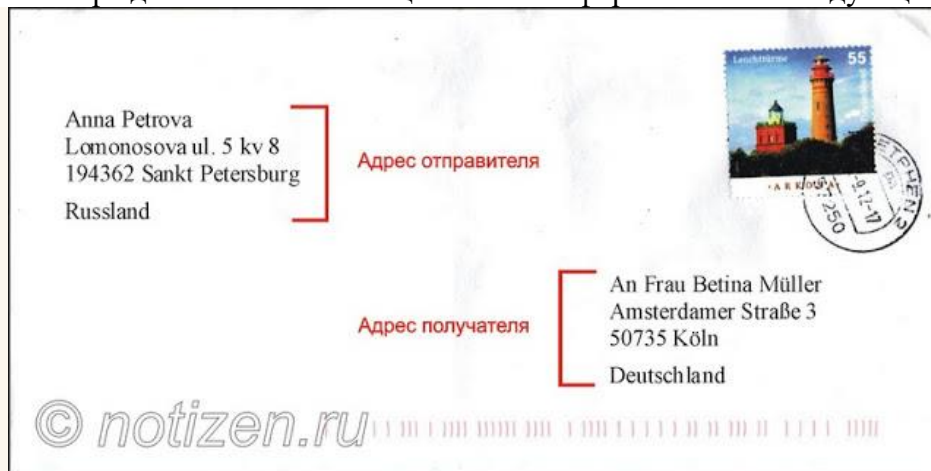 Anna Petrova
Lomonosova ul. 5 kv 8
194362 Sankt Petersburg
Russland
Адрес отправителя
Leuchttürme 55
An Frau Betina Müller
Amsterdamer Straße 3
50735 Köln
Deutschland
Адрес получателя
© notizen.ru